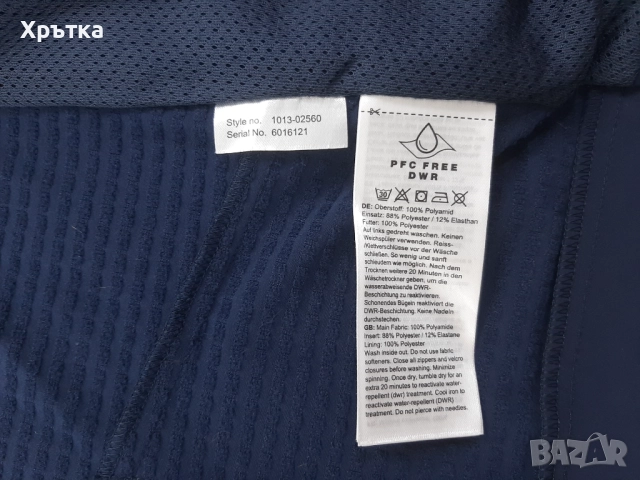 Хрътка
Style no. 1013-02560
Serial No. 6016121
PFC FREE
DWR
30
DE: Oberstoff: 100% Polyamid
Einsatz: 88% Polyester / 12% Elasthan
Futter: 100% Polyester
Auf links gedreht waschen. Keinen
Weichspüler verwenden. Reiss-
/Klettverschlüsse vor der Wäsche
schließen. So wenig und sanft
schleudern wie möglich. Nach dem
Trocknen weitere 20 Minuten in den
Wäschetrockner geben, um die
wasserabweisende DWR-
Beschichtung zu reaktivieren.
Schonendes Bügeln reaktiviert die
DWR-Beschichtung. Keine Nadeln
durchstechen.
GB: Main Fabric: 100% Polyamide
Insert: 88% Polyester / 12% Elastane
Lining: 100% Polyester
Wash inside out. Do not use fabric
softeners. Close all zippers and velcro
closures before washing. Minimize
spinning. Once dry, tumble dry for an
extra 20 minutes to reactivate water-
repellent (dwr) treatment. Cool iron to
reactivate water-repellent (DWR)
treatment. Do not pierce with needles.
BAZAR
bg